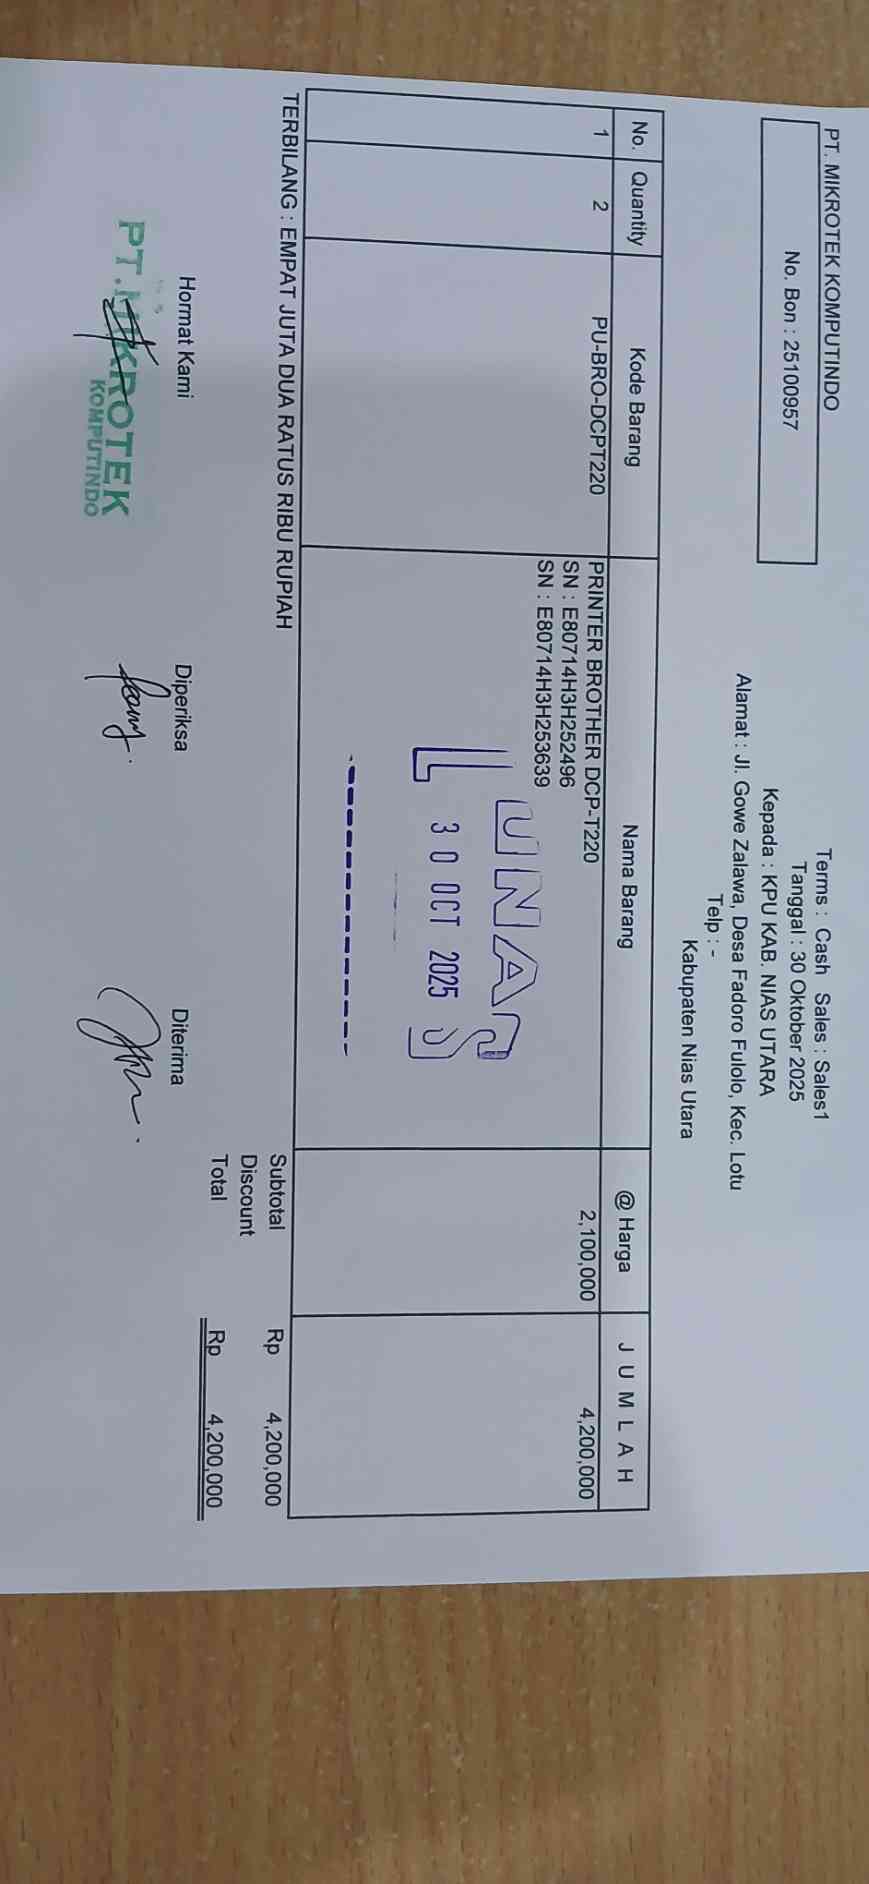 PT. MIKROTEK KOMPUTINDO
No. Bon : 25100957
Terms : Cash Sales : Sales1
Tanggal : 30 Oktober 2025
Kepada : KPU KAB. NIAS UTARA
Alamat : Jl. Gowe Zalawa, Desa Fadoro Fulolo, Kec. Lotu
Telp : -
Kabupaten Nias Utara
No. Quantity Kode Barang Nama Barang @ Harga J U M L A H
1 2 PU-BRO-DCPT220 PRINTER BROTHER DCP-T220 2,100,000 4,200,000
SN : E80714H3H252496
SN : E80714H3H253639
LUNAS
30 OCT 2025
TERBILANG : EMPAT JUTA DUA RATUS RIBU RUPIAH
Subtotal Rp 4,200,000
Discount
Total Rp 4,200,000
Hormat Kami Diperiksa Diterima
PT. MIKROTEK
KOMPUTINDO